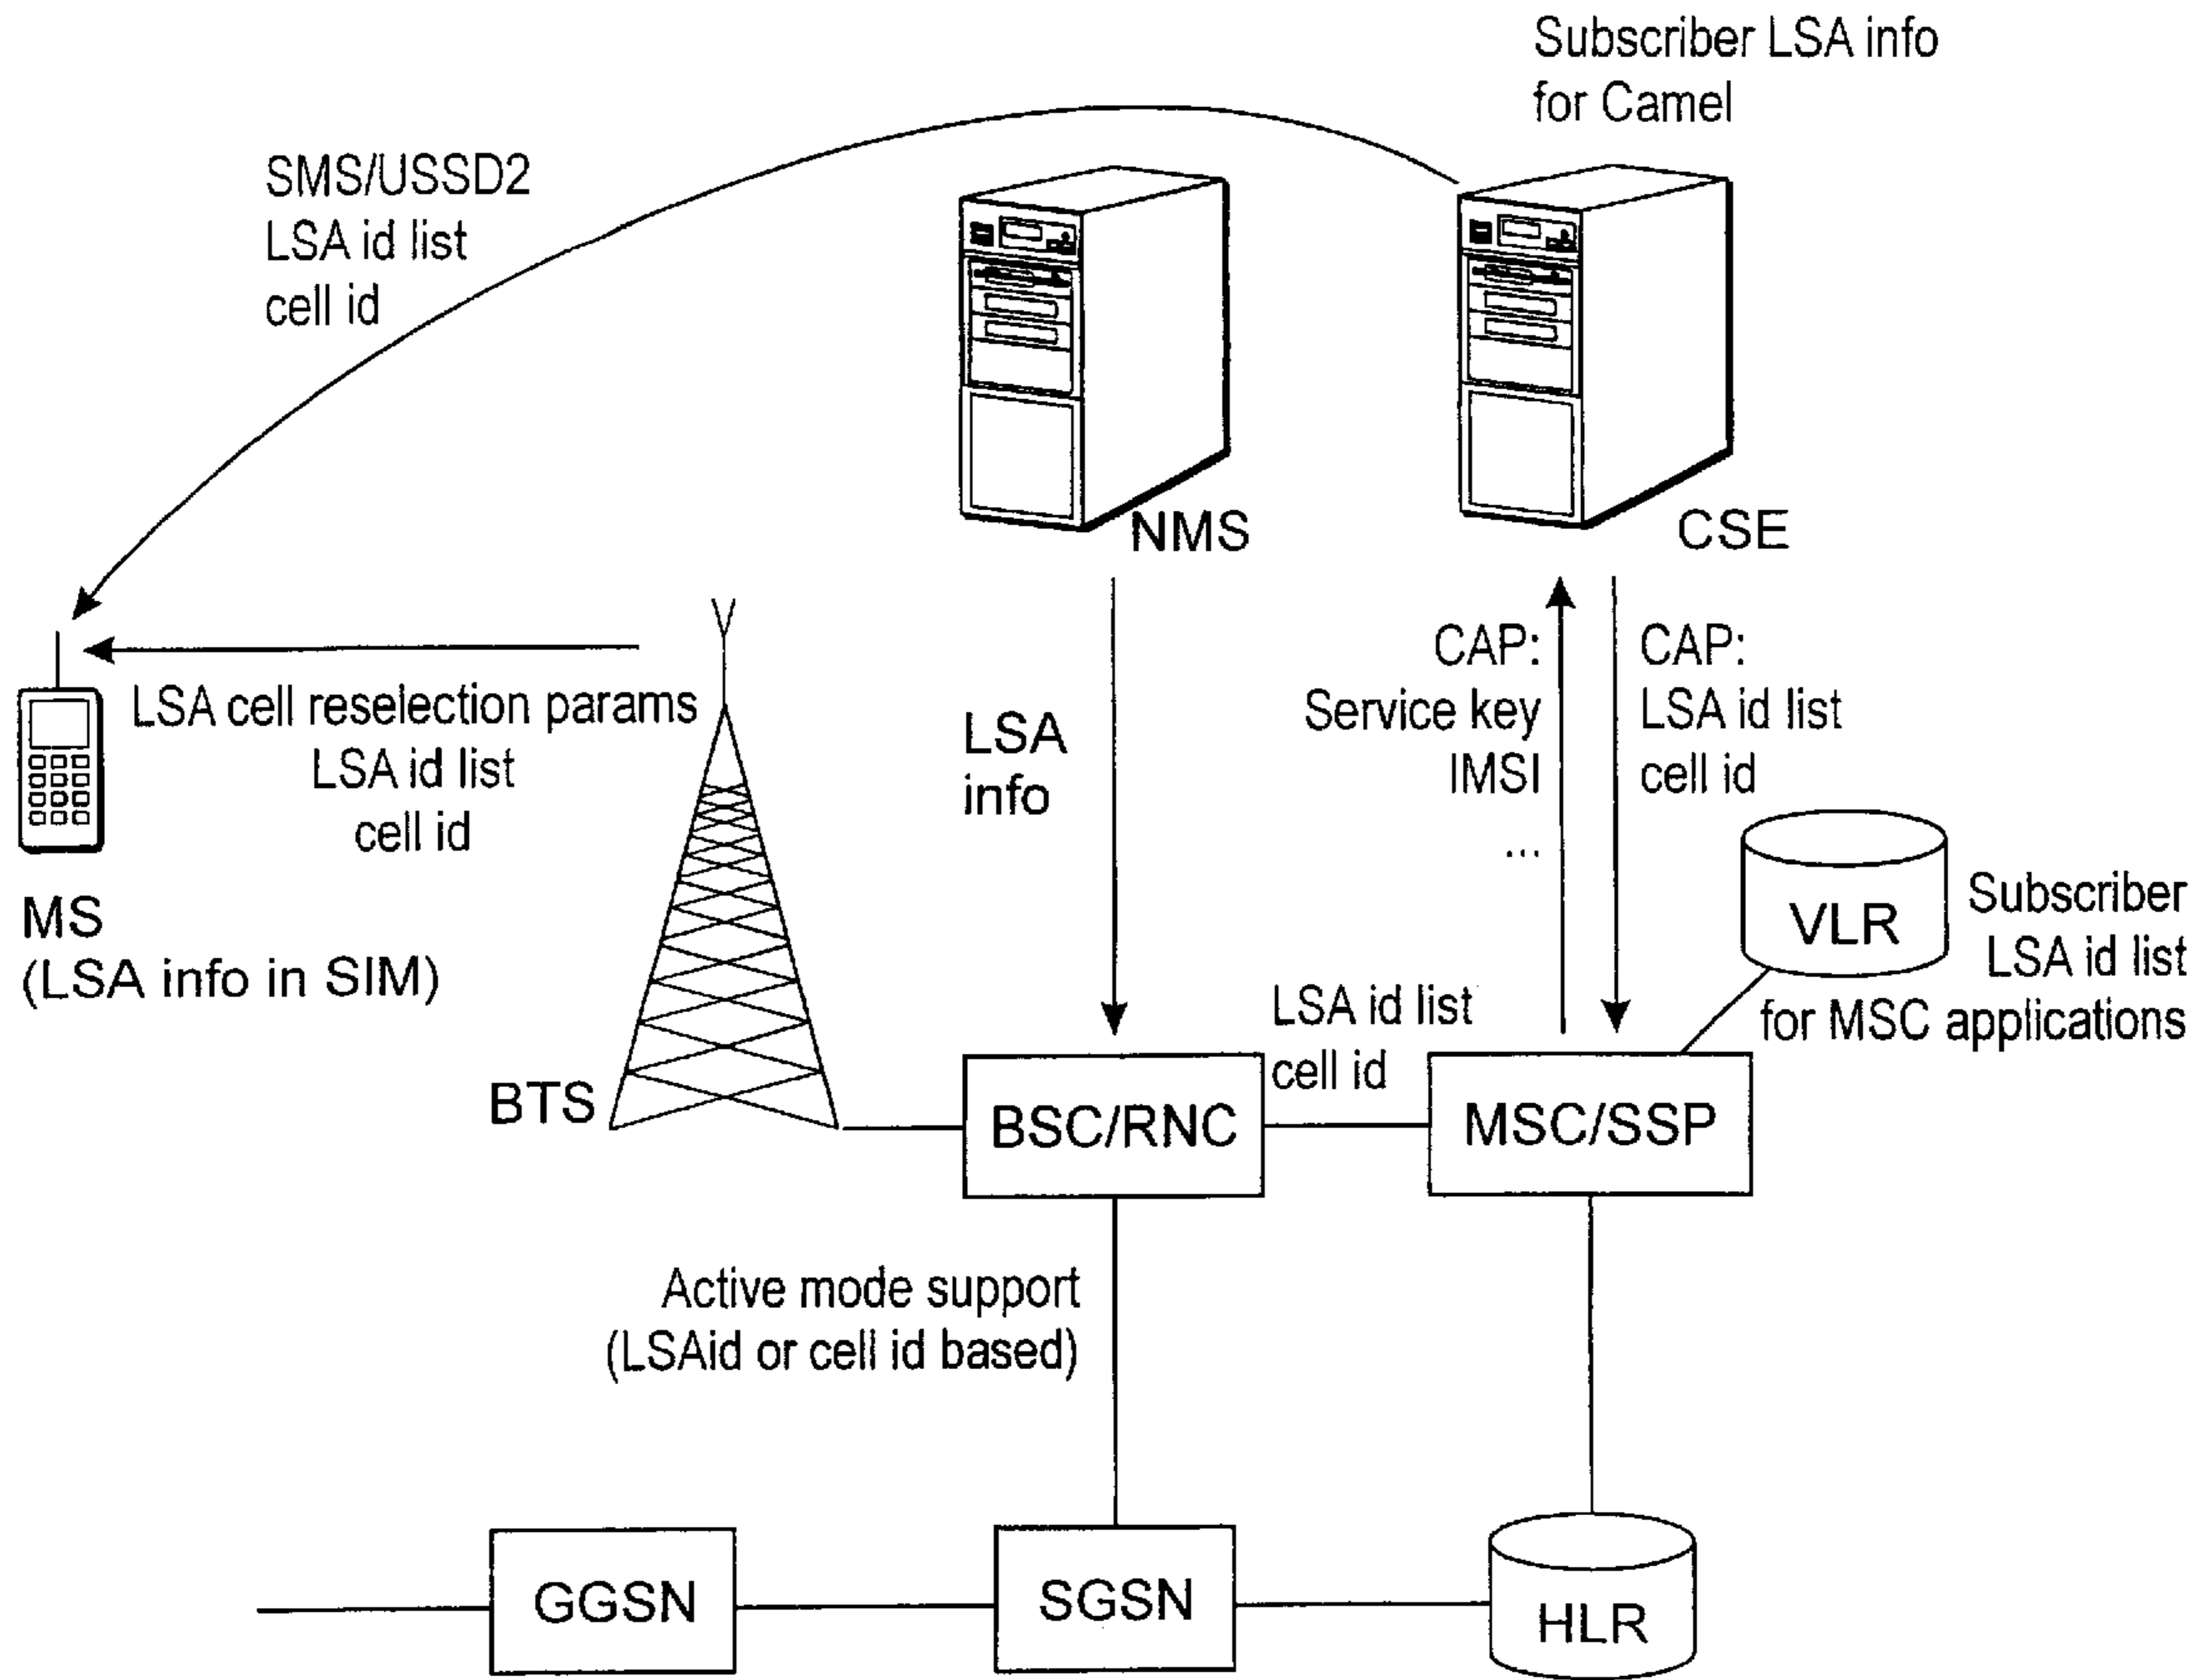 Subscriber LSA info
for Camel
SMS/USSD2
LSA id list
cell id
NMS
CSE
LSA cell reselection params
LSA id list
cell id
LSA
info
CAP:
Service key
IMSI
...
CAP:
LSA id list
cell id
MS
(LSA info in SIM)
VLR
Subscriber
LSA id list
for MSC applications
LSA id list
cell id
BTS
BSC/RNC
MSC/SSP
Active mode support
(LSAid or cell id based)
GGSN
SGSN
HLR